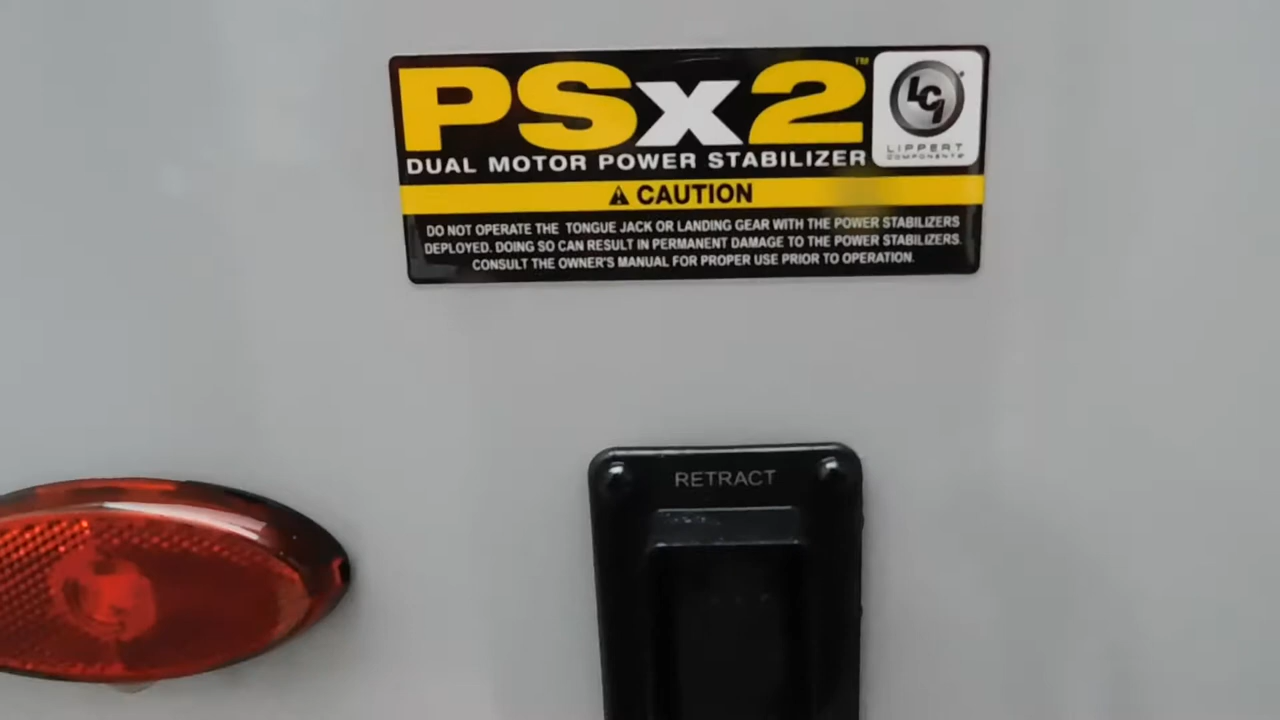 PSx2™
LCI
LIPPERT
COMPONENTS
DUAL MOTOR POWER STABILIZER
⚠ CAUTION
DO NOT OPERATE THE TONGUE JACK OR LANDING GEAR WITH THE POWER STABILIZERS
DEPLOYED. DOING SO CAN RESULT IN PERMANENT DAMAGE TO THE POWER STABILIZERS.
CONSULT THE OWNER'S MANUAL FOR PROPER USE PRIOR TO OPERATION.
RETRACT